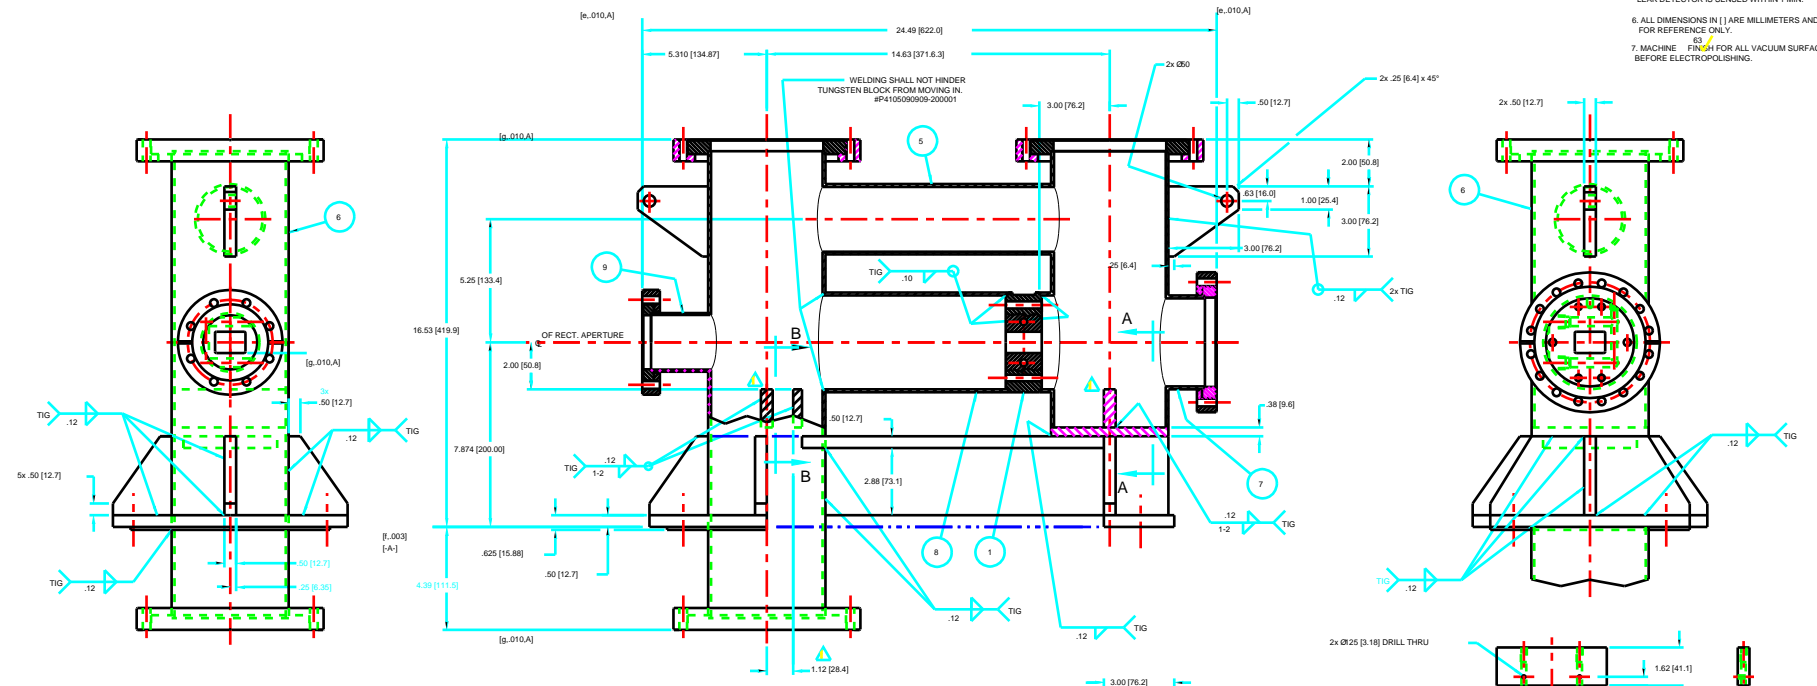 LEAK DETECTOR IS SENSED WITHIN 1 MIN.
6. ALL DIMENSIONS IN [ ] ARE MILLIMETERS AND
FOR REFERENCE ONLY.
63
7. MACHINE FINISH FOR ALL VACUUM SURFAC
BEFORE ELECTROPOLISHING.
[e,.010,A]
[e,.010,A]
24.49 [622.0]
5.310 [134.87]
14.63 [371.6.3]
2x Ø50
WELDING SHALL NOT HINDER
TUNGSTEN BLOCK FROM MOVING IN.
#P4105090909-200001
3.00 [76.2]
.50 [12.7]
2x .25 [6.4] x 45°
2x .50 [12.7]
[g,.010,A]
5
2.00 [50.8]
.63 [16.0]
1.00 [25.4]
3.00 [76.2]
6
6
3.00 [76.2]
9
TIG
.10
.25 [6.4]
5.25 [133.4]
2x TIG
.12
16.53 [419.9]
OF RECT. APERTURE
B
A
[g,.010,A]
2.00 [50.8]
3x
.50 [12.7]
TIG
.12
.12
TIG
.50 [12.7]
.38 [9.6]
.12
TIG
7.874 [200.00]
TIG
.12
1-2
B
A
5x .50 [12.7]
2.88 [73.1]
7
.12
1-2
TIG
[f,.003]
[-A-]
.625 [15.88]
8
1
.50 [12.7]
.50 [12.7]
.25 [6.35]
TIG
.12
4.39 [111.5]
TIG
.12
.12
TIG
.12
TIG
[g,.010,A]
2x Ø125 [3.18] DRILL THRU
1.12 [28.4]
1.62 [41.1]
3.00 [76.2]